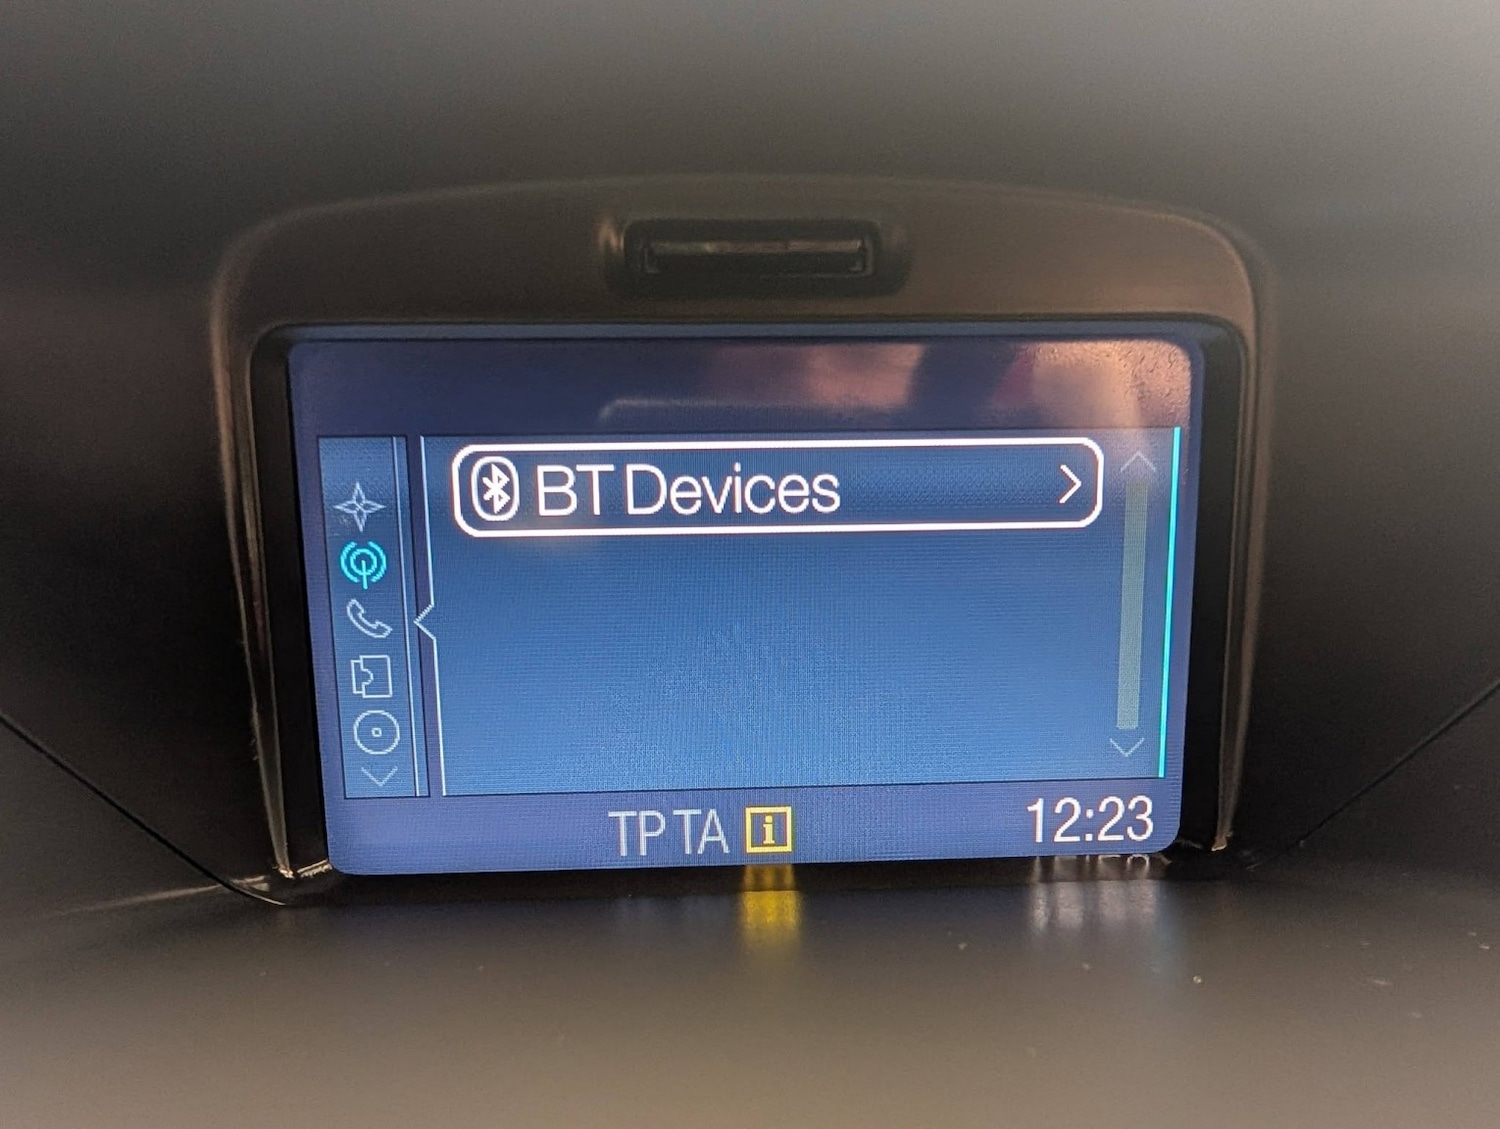 BT Devices
TP TA i
12:23